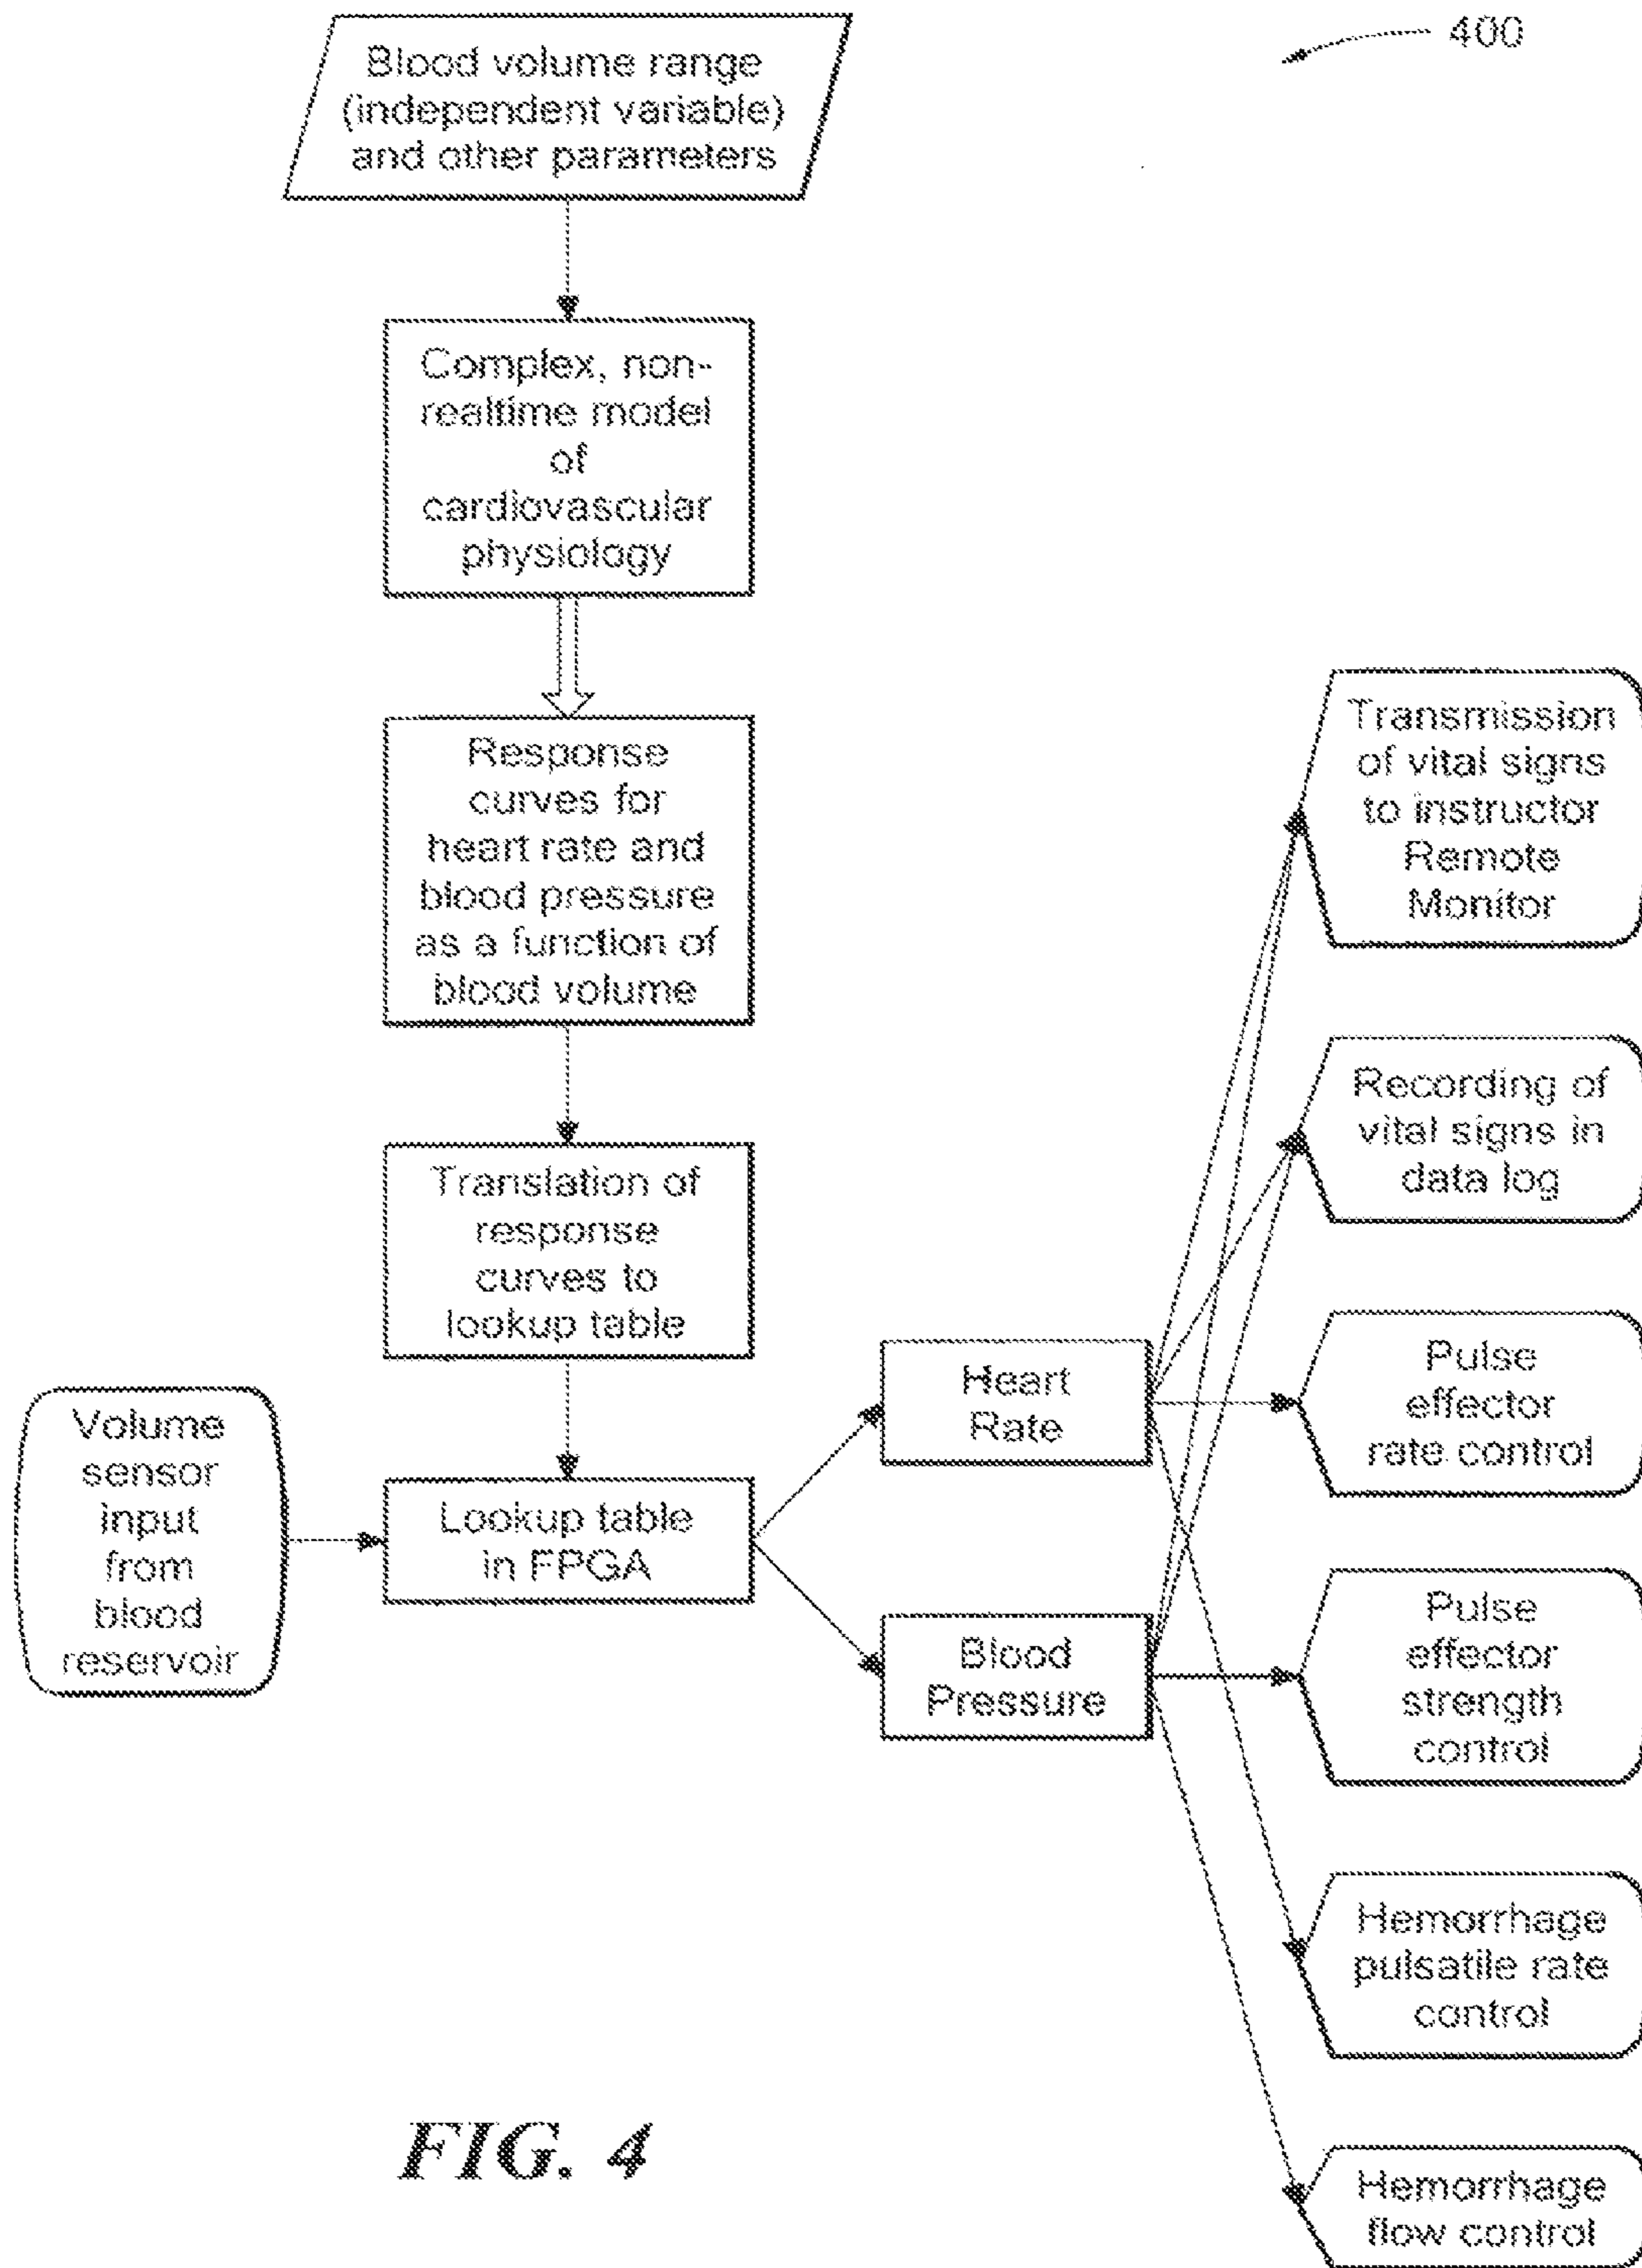 400
Blood volume range
(independent variable)
and other parameters
Complex, non-
realtime model
of
cardiovascular
physiology
Response
curves for
heart rate and
blood pressure
as a function of
blood volume
Translation of
response
curves to
lookup table
Volume
sensor
input
from
blood
reservoir
Lookup table
in FPGA
Heart
Rate
Blood
Pressure
Transmission
of vital signs
to instructor
Remote
Monitor
Recording of
vital signs in
data log
Pulse
effector
rate control
Pulse
effector
strength
control
Hemorrhage
pulsatile rate
control
Hemorrhage
flow control
FIG. 4